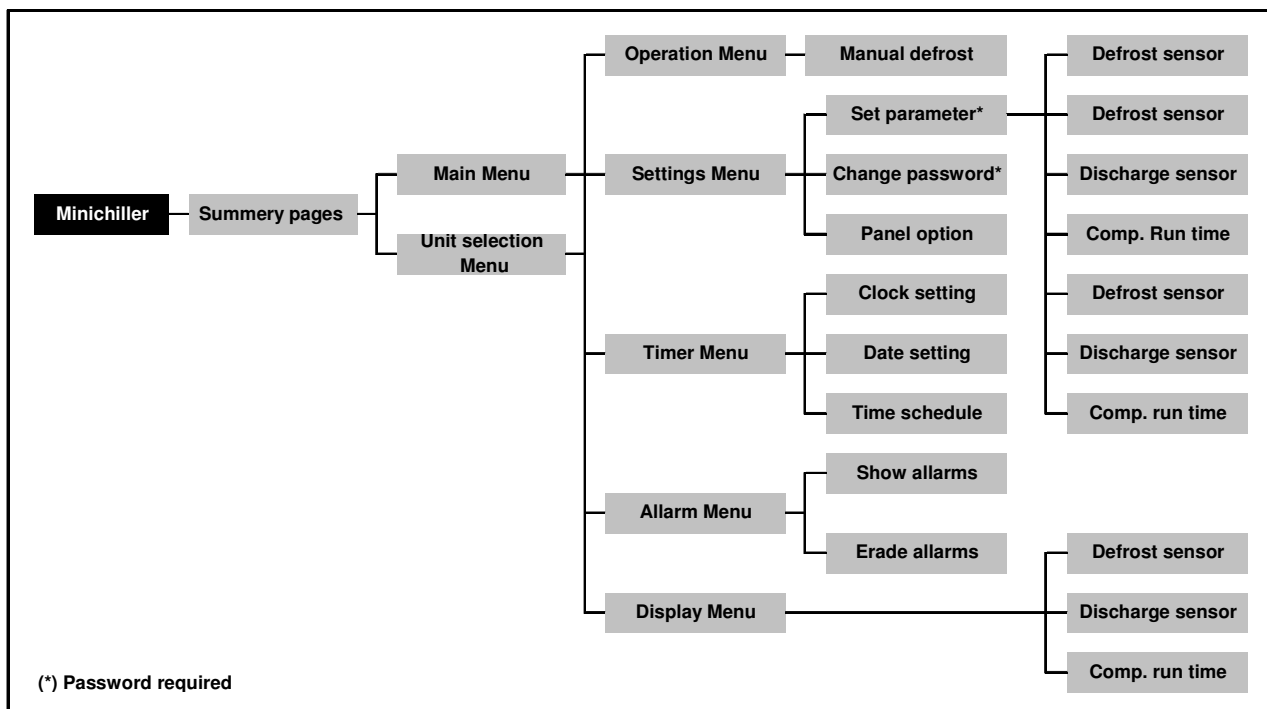 Minichiller
Summery pages
Main Menu
Unit selection
Menu
Operation Menu
Settings Menu
Timer Menu
Allarm Menu
Display Menu
Manual defrost
Set parameter*
Change password*
Panel option
Clock setting
Date setting
Time schedule
Show allarms
Erade allarms
Defrost sensor
Defrost sensor
Discharge sensor
Comp. Run time
Defrost sensor
Discharge sensor
Comp. run time
Defrost sensor
Discharge sensor
Comp. run time
(*) Password required